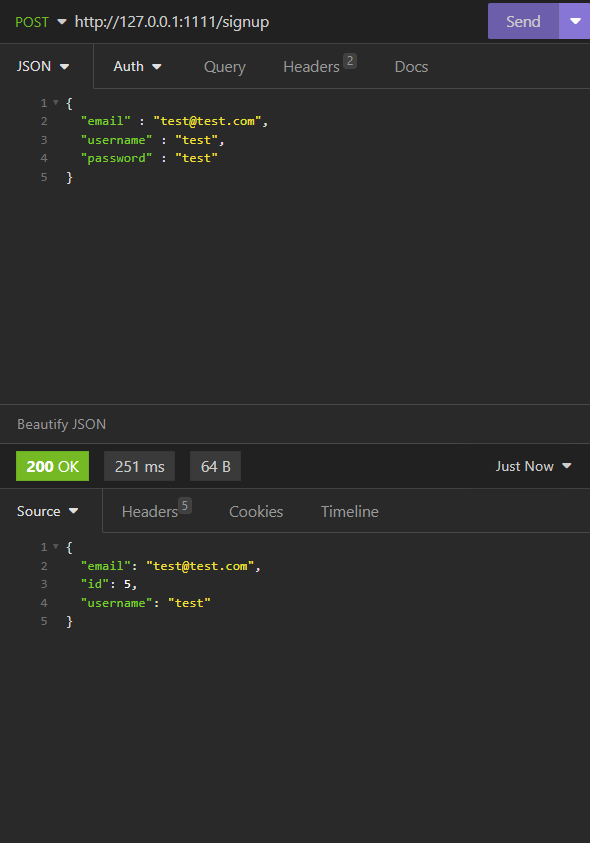 POST http://127.0.0.1:1111/signup Send
JSON Auth Query Headers 2 Docs
1 {
2 "email" : "test@test.com",
3 "username" : "test",
4 "password" : "test"
5 }
Beautify JSON
200 OK 251 ms 64 B Just Now
Source Headers 5 Cookies Timeline
1 {
2 "email": "test@test.com",
3 "id": 5,
4 "username": "test"
5 }